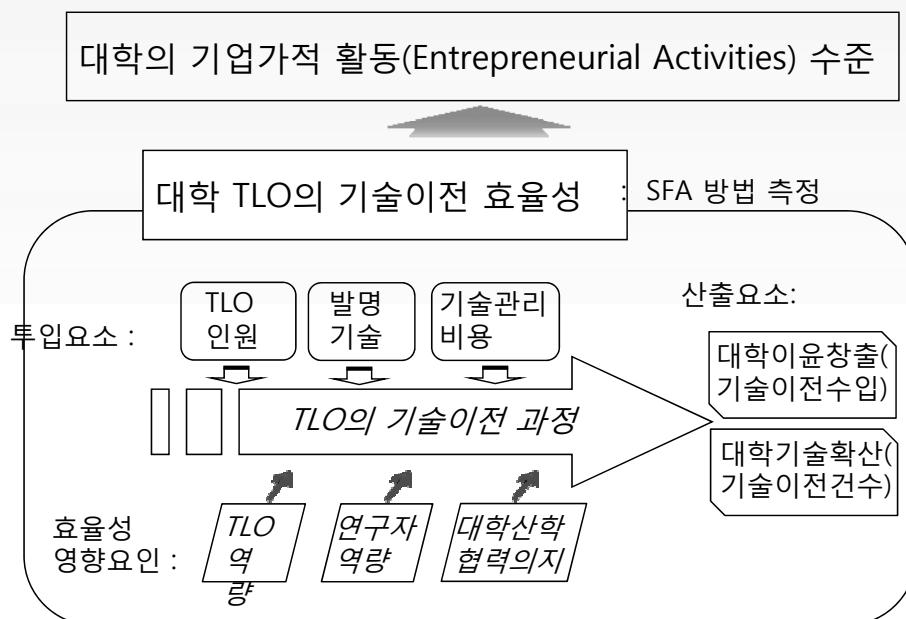 대학의 기업가적 활동(Entrepreneurial Activities) 수준
대학 TLO의 기술이전 효율성
: SFA 방법 측정
투입요소 :
TLO
인원
발명
기술
기술관리
비용
산출요소:
TLO의 기술이전 과정
대학이윤창출(
기술이전수입)
대학기술확산(
기술이전건수)
효율성
영향요인 :
TLO
역
량
연구자
역량
대학산학
협력의지